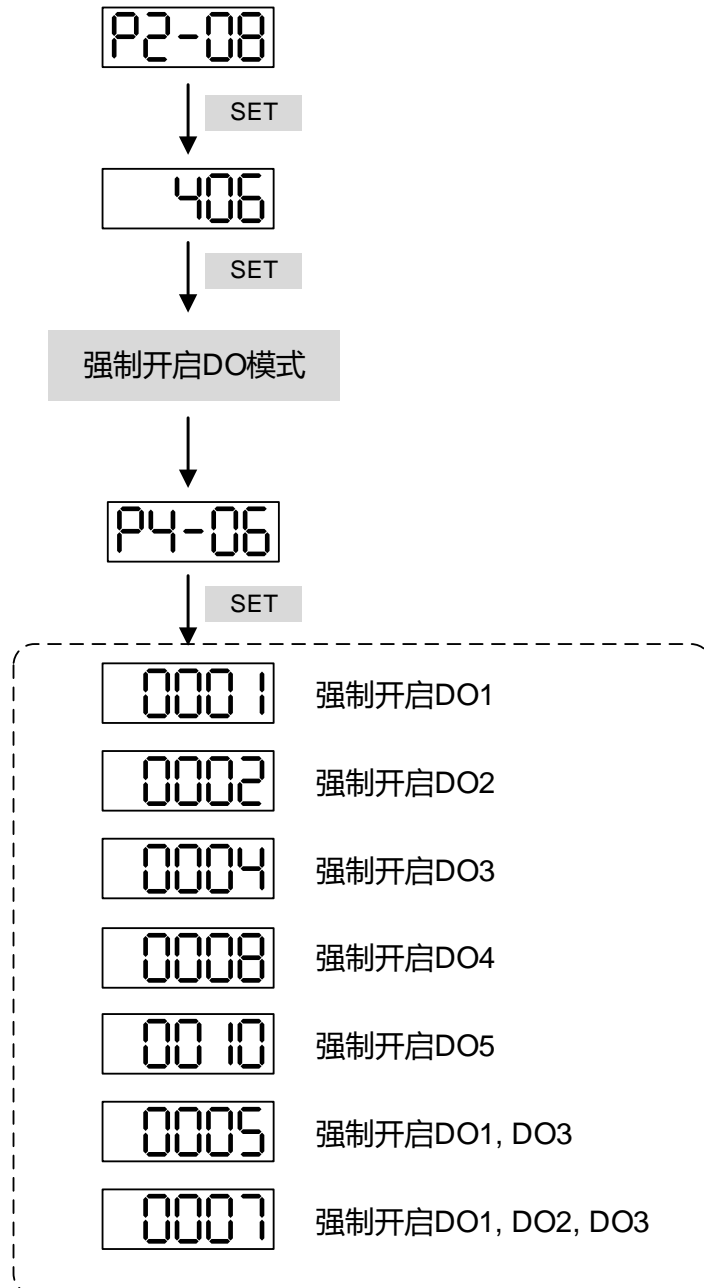 P2-08
SET
406
SET
强制开启DO模式
P4-06
SET
0001 强制开启DO1
0002 强制开启DO2
0004 强制开启DO3
0008 强制开启DO4
0010 强制开启DO5
0005 强制开启DO1, DO3
0007 强制开启DO1, DO2, DO3